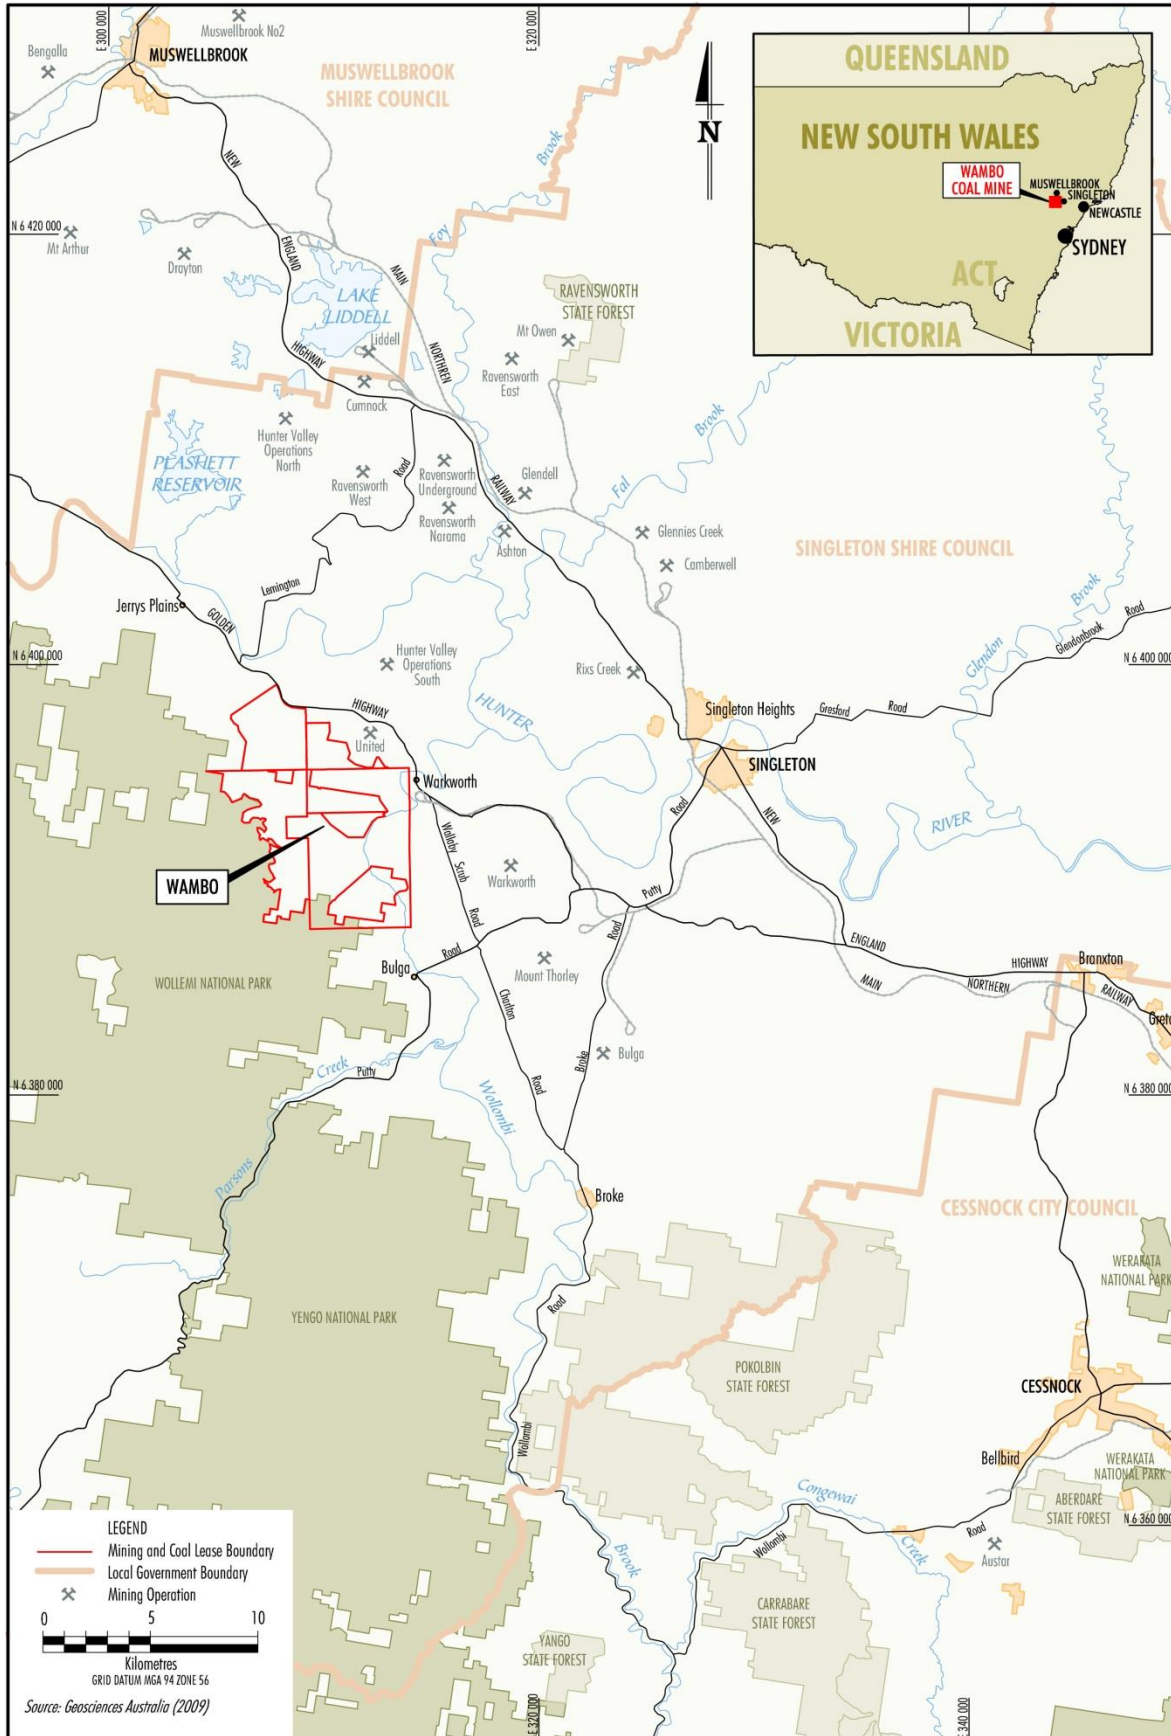 E 300 000
E 320 000
Muswellbrook No2
Bengalla
MUSWELLBROOK
MUSWELLBROOK
SHIRE COUNCIL
N
QUEENSLAND
NEW SOUTH WALES
WAMBO
COAL MINE
MUSWELLBROOK
SINGLETON
NEWCASTLE
SYDNEY
ACT
VICTORIA
NEW
ENGLAND
HIGHWAY
Foy
Brook
N 6 420 000
Mt Arthur
Drayton
MAIN
NORTHREN
RAILWAY
LAKE
LIDDELL
Liddell
RAVENSWORTH
STATE FOREST
Mt Owen
Ravensworth
East
Cumnock
Hunter Valley
Operations
North
PLASHETT
RESERVOIR
Road
Ravensworth
West
Ravensworth
Underground
Ravensworth
Narama
Glendell
Ashton
Fal
Brook
Glennies Creek
Camberwell
SINGLETON SHIRE COUNCIL
Jerrys Plains
Lemington
GOLDEN
HIGHWAY
Glendon
Brook
Glendonbrook
Road
N 6 400 000
N 6 400 000
Hunter Valley
Operations
South
Rixs Creek
HUNTER
RIVER
United
Singleton Heights
Gresford
Road
SINGLETON
Warkworth
WAMBO
Wallaby
Scrub
Road
Warkworth
Road
Putty
NEW
ENGLAND
HIGHWAY
MAIN
NORTHERN
RAILWAY
Branxton
Greta
Bulga
Road
Mount Thorley
Road
WOLLEMI NATIONAL PARK
Charlton
Road
Broke
Bulga
Creek
Putty
Parsons
Wollombi
N 6 380 000
N 6 380 000
Broke
CESSNOCK CITY COUNCIL
WERAKATA
NATIONAL PARK
YENGO NATIONAL PARK
Road
POKOLBIN
STATE FOREST
CESSNOCK
Wollombi
Bellbird
WERAKATA
NATIONAL PARK
ABERDARE
STATE FOREST
N 6 360 000
Congewai
Creek
Wollombi
Road
Austar
Brook
CARRABARE
STATE FOREST
YANGO
STATE FOREST
E 320 000
E 340 000
LEGEND
Mining and Coal Lease Boundary
Local Government Boundary
Mining Operation
0 5 10
Kilometres
GRID DATUM MGA 94 ZONE 56
Source: Geosciences Australia (2009)